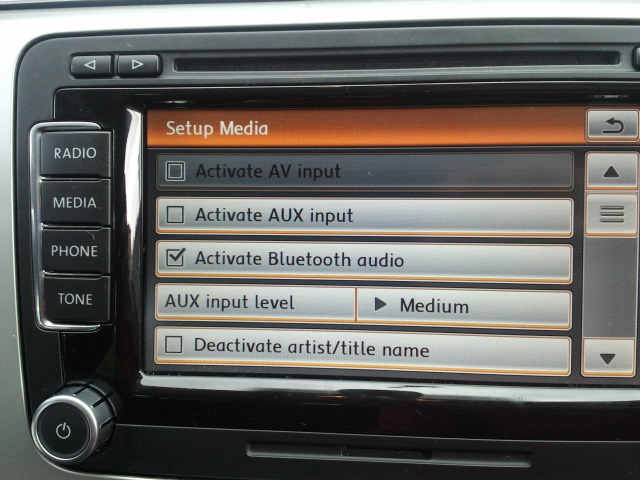 Setup Media
RADIO
Activate AV input
MEDIA
Activate AUX input
PHONE
Activate Bluetooth audio
TONE
AUX input level Medium
Deactivate artist/title name